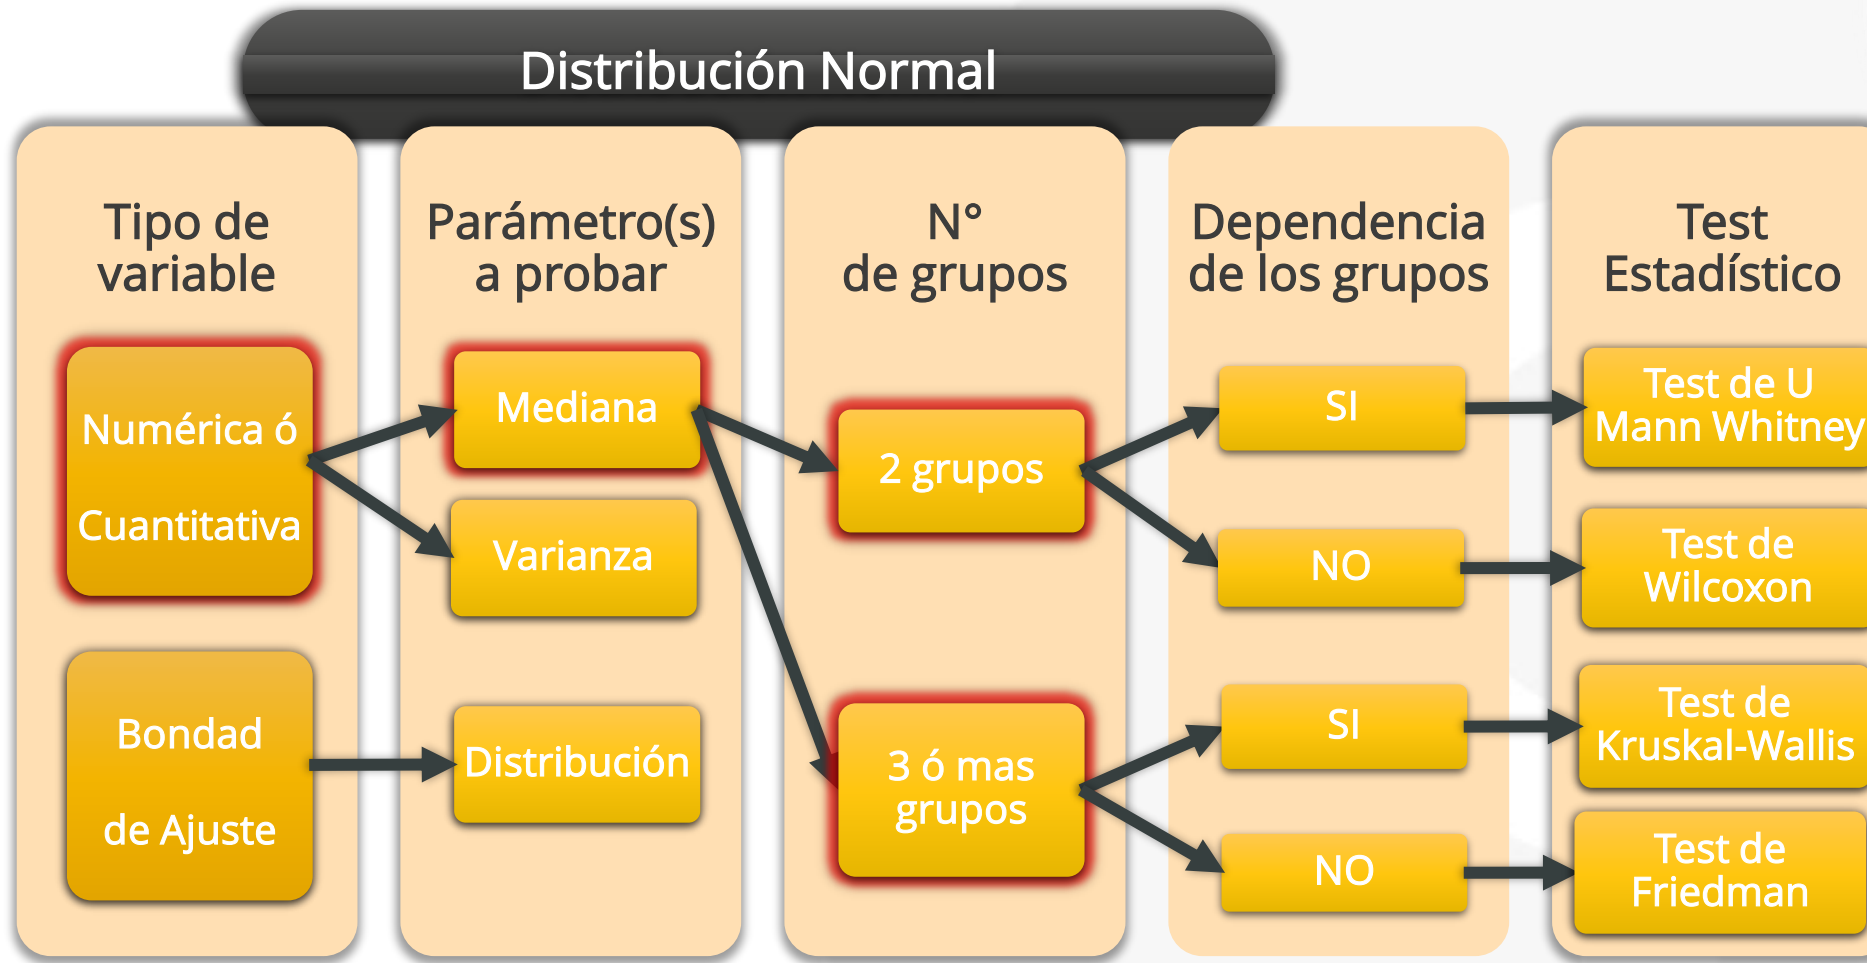 Distribución Normal
Tipo de
variable
Numérica ó
Cuantitativa
Bondad
de Ajuste
Parámetro(s)
a probar
Mediana
Varianza
Distribución
N°
de grupos
2 grupos
3 ó mas
grupos
Dependencia
de los grupos
SI
NO
SI
NO
Test
Estadístico
Test de U
Mann Whitney
Test de
Wilcoxon
Test de
Kruskal-Wallis
Test de
Friedman